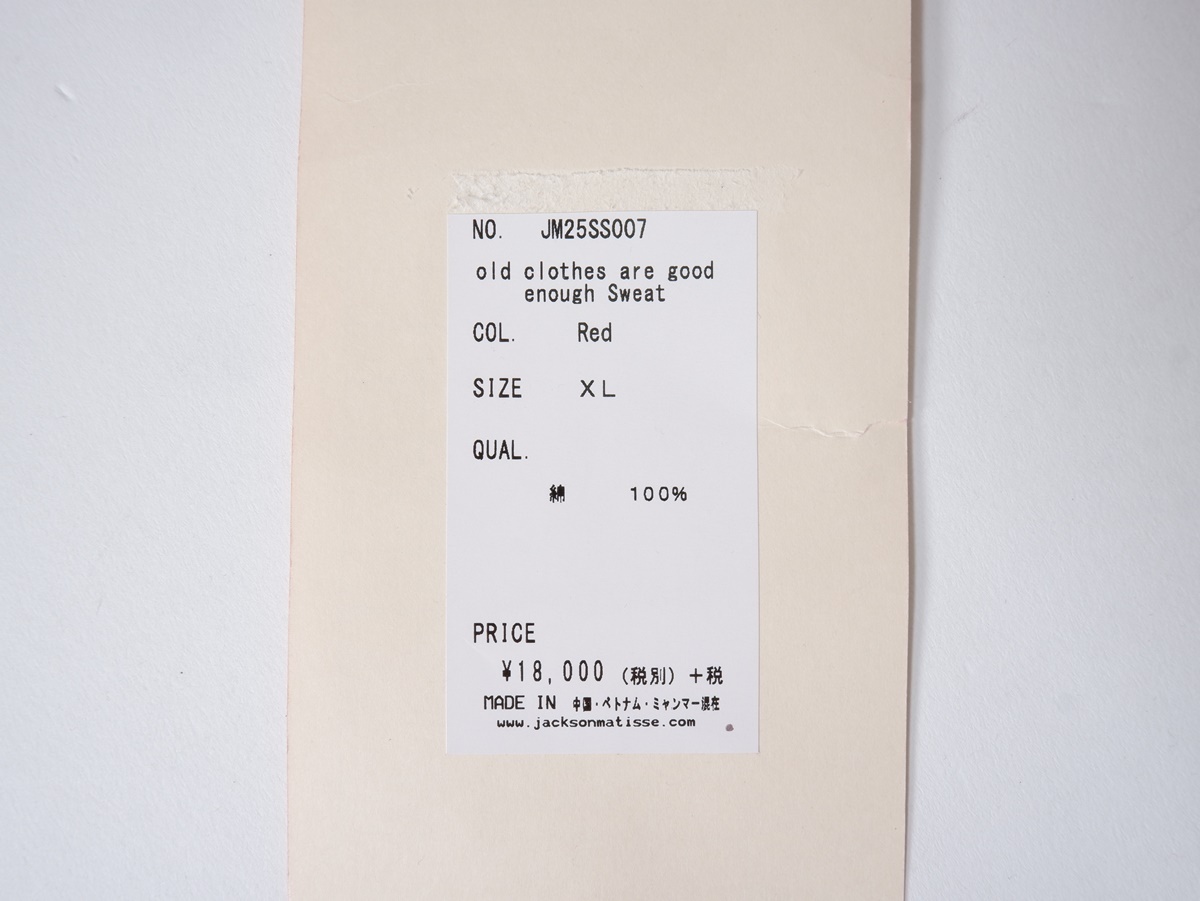 NO. JM25SS007
old clothes are good
enough Sweat
COL. Red
SIZE XL
QUAL.
綿 100%
PRICE
¥18,000 (税別) +税
MADE IN 中国・ベトナム・ミャンマー混在
www.jacksonmatisse.com